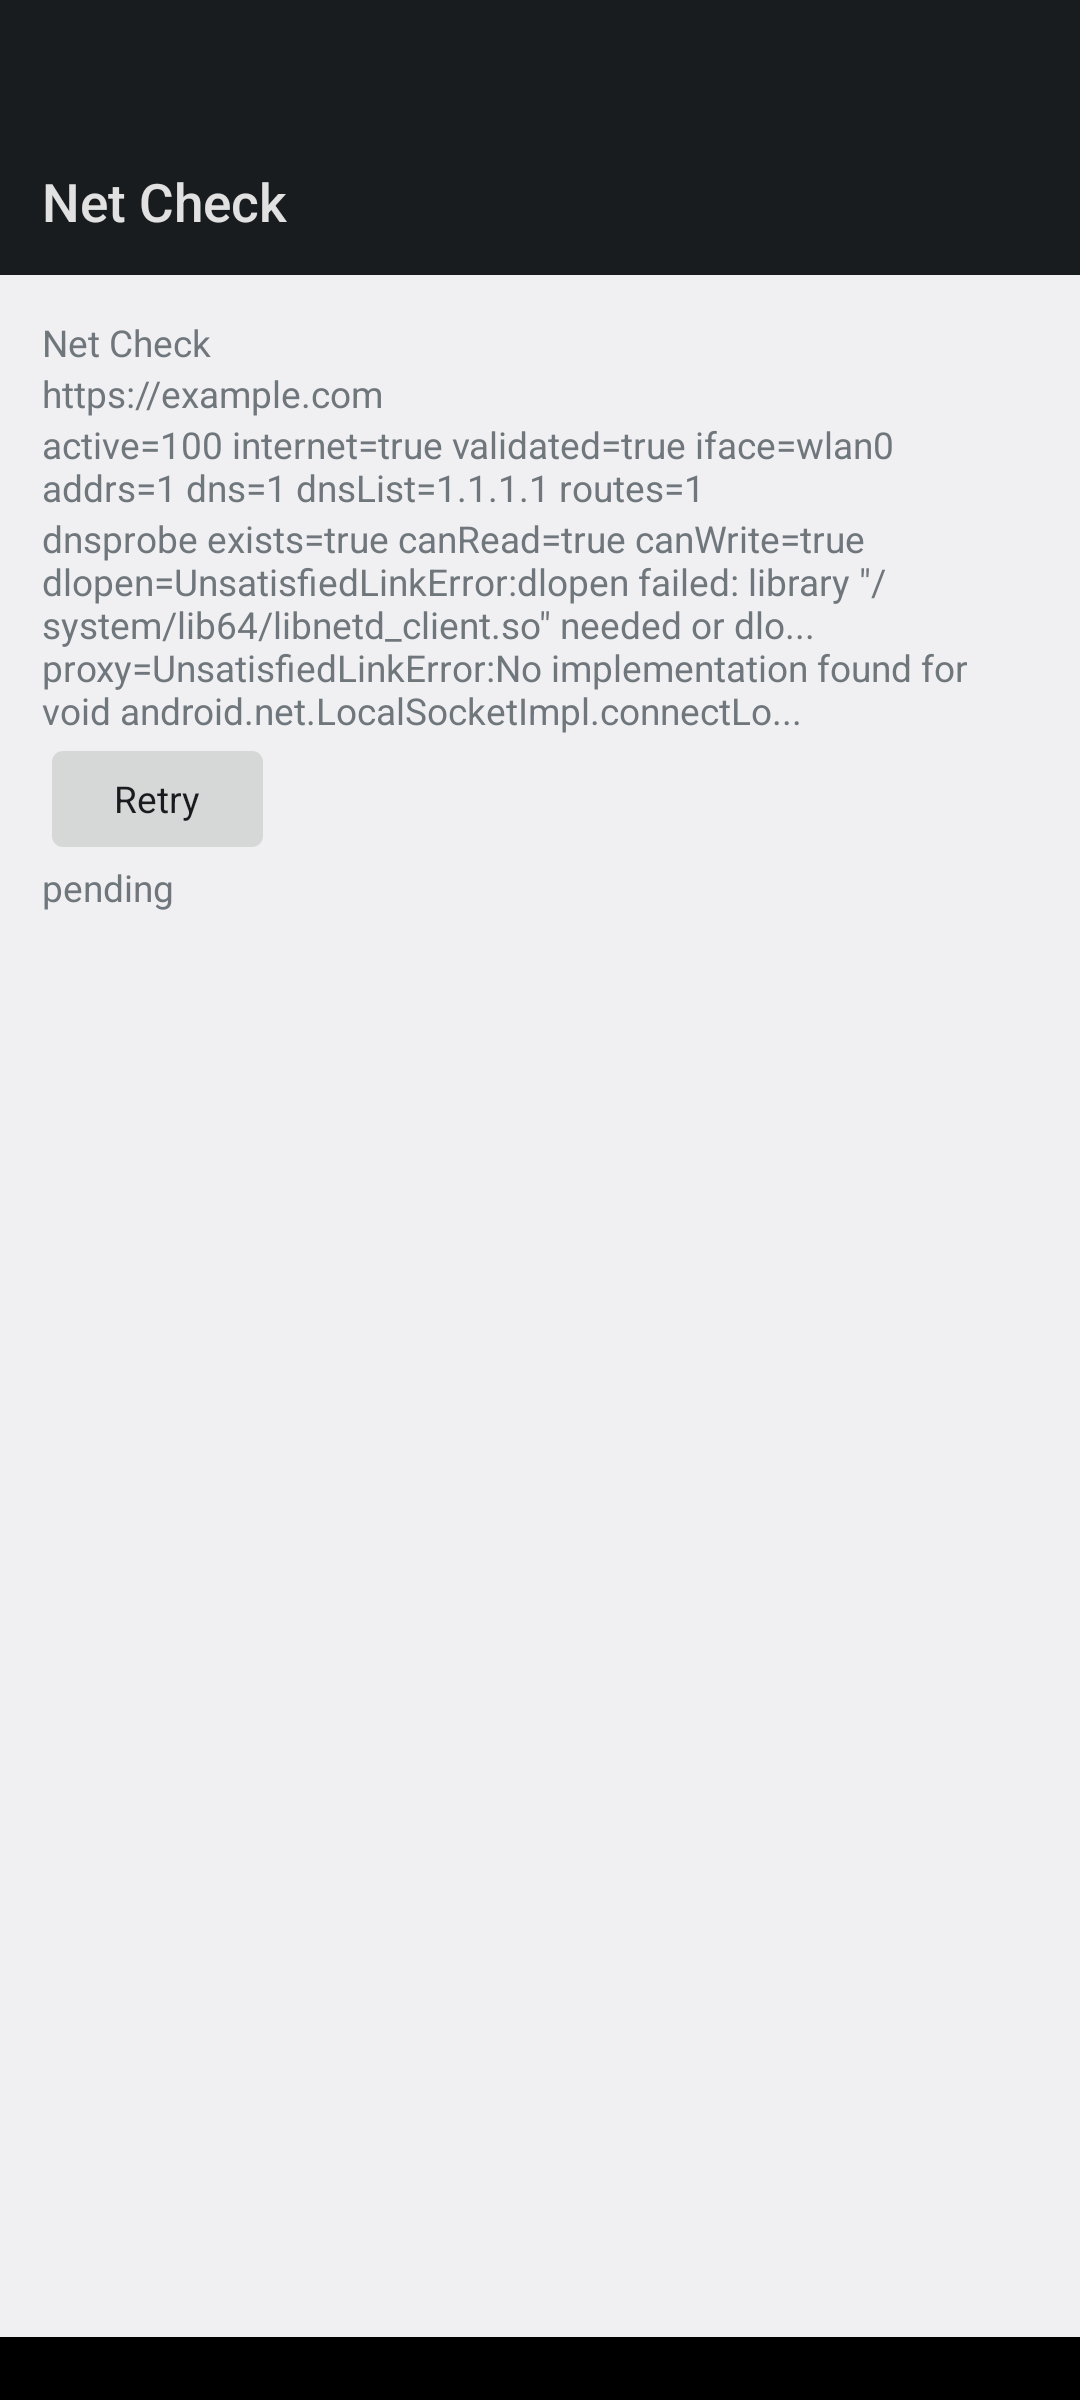 Net Check
Net Check
https://example.com
active=100 internet=true validated=true iface=wlan0
addrs=1 dns=1 dnsList=1.1.1.1 routes=1
dnsprobe exists=true canRead=true canWrite=true
dlopen=UnsatisfiedLinkError:dlopen failed: library "/
system/lib64/libnetd_client.so" needed or dlo...
proxy=UnsatisfiedLinkError:No implementation found for
void android.net.LocalSocketImpl.connectLo...
Retry
pending